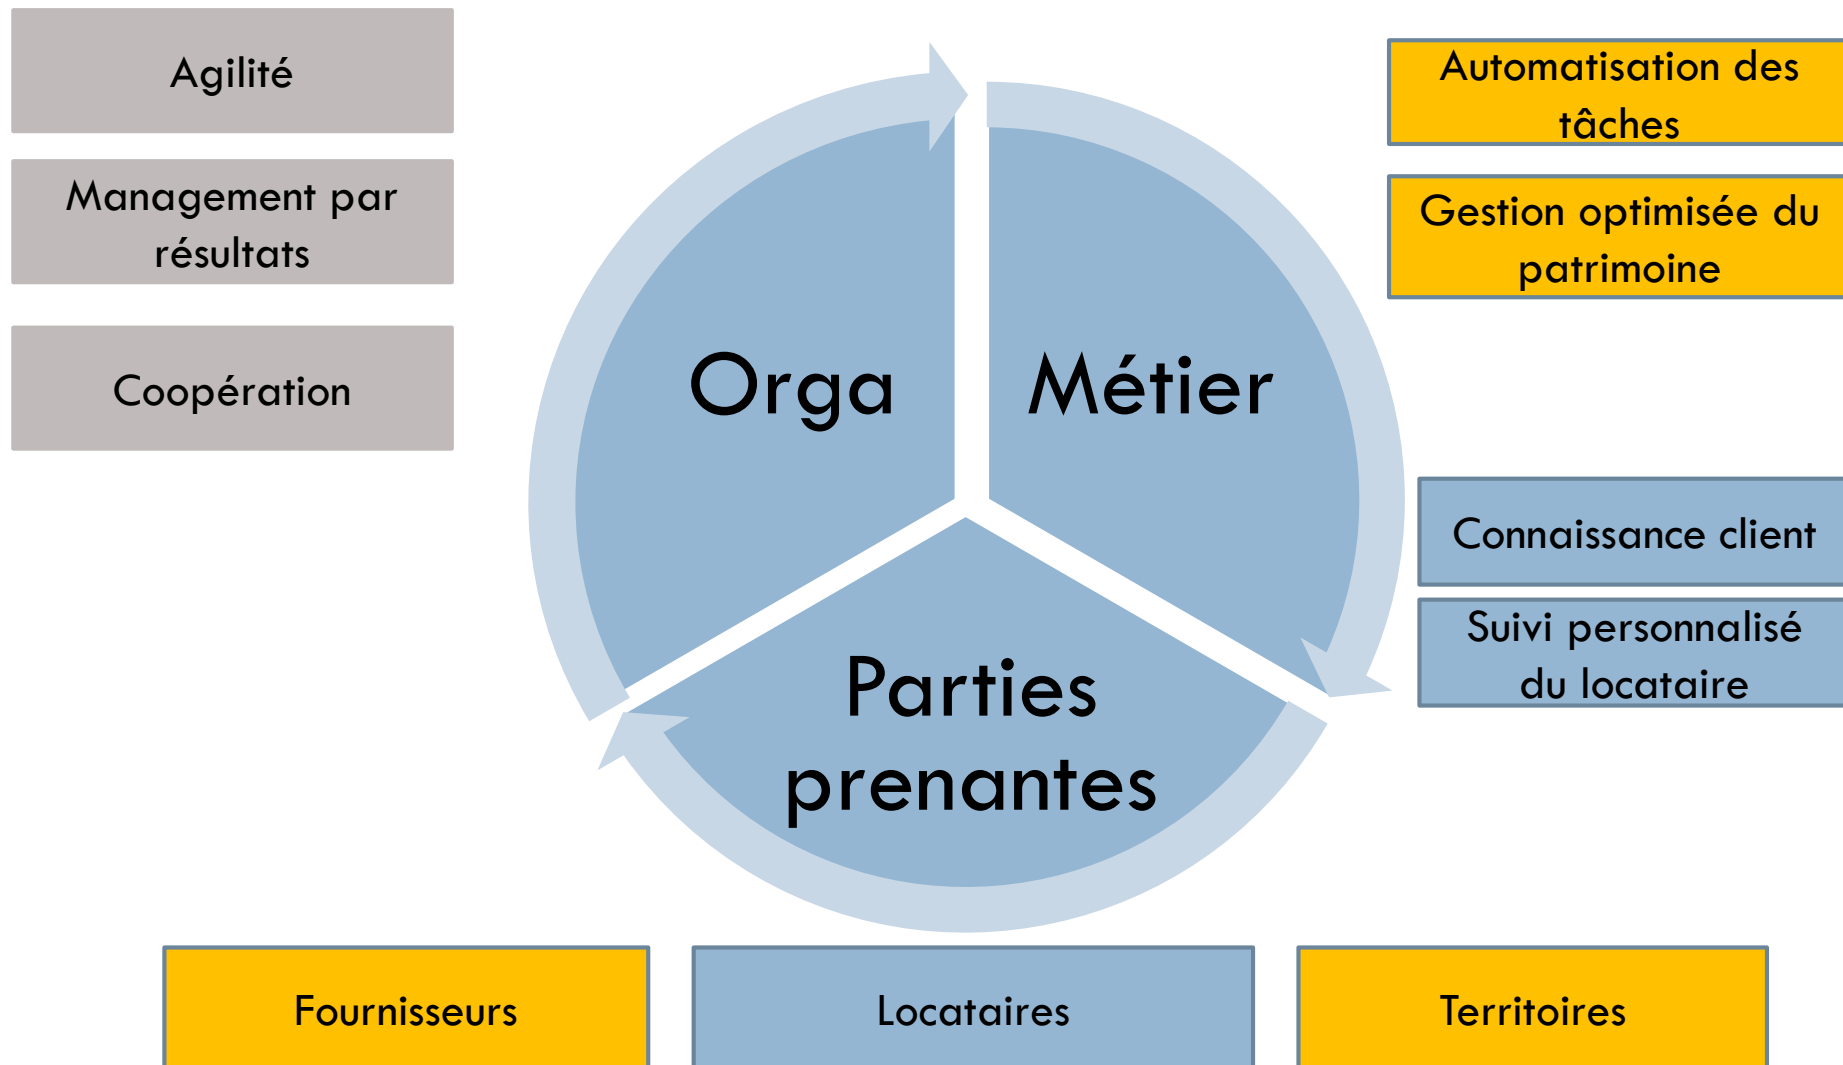 Agilité
Management par
résultats
Coopération
Orga
Métier
Parties
prenantes
Automatisation des
tâches
Gestion optimisée du
patrimoine
Connaissance client
Suivi personnalisé
du locataire
Fournisseurs
Locataires
Territoires